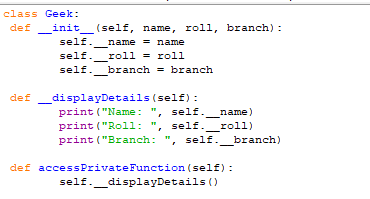 class Geek:
 def __init__(self, name, roll, branch):
        self.__name = name
        self.__roll = roll
        self.__branch = branch

 def __displayDetails(self):
        print("Name: ", self.__name)
        print("Roll: ", self.__roll)
        print("Branch: ", self.__branch)

 def accessPrivateFunction(self):
        self.__displayDetails()